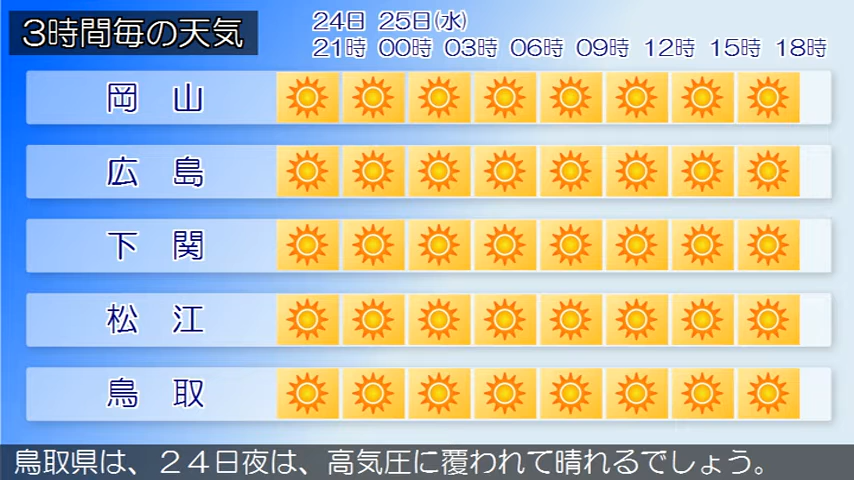 3時間毎の天気
24日 25日(水)
21時 00時 03時 06時 09時 12時 15時 18時
岡 山
広 島
下 関
松 江
鳥 取
鳥取県は、２４日夜は、高気圧に覆われて晴れるでしょう。